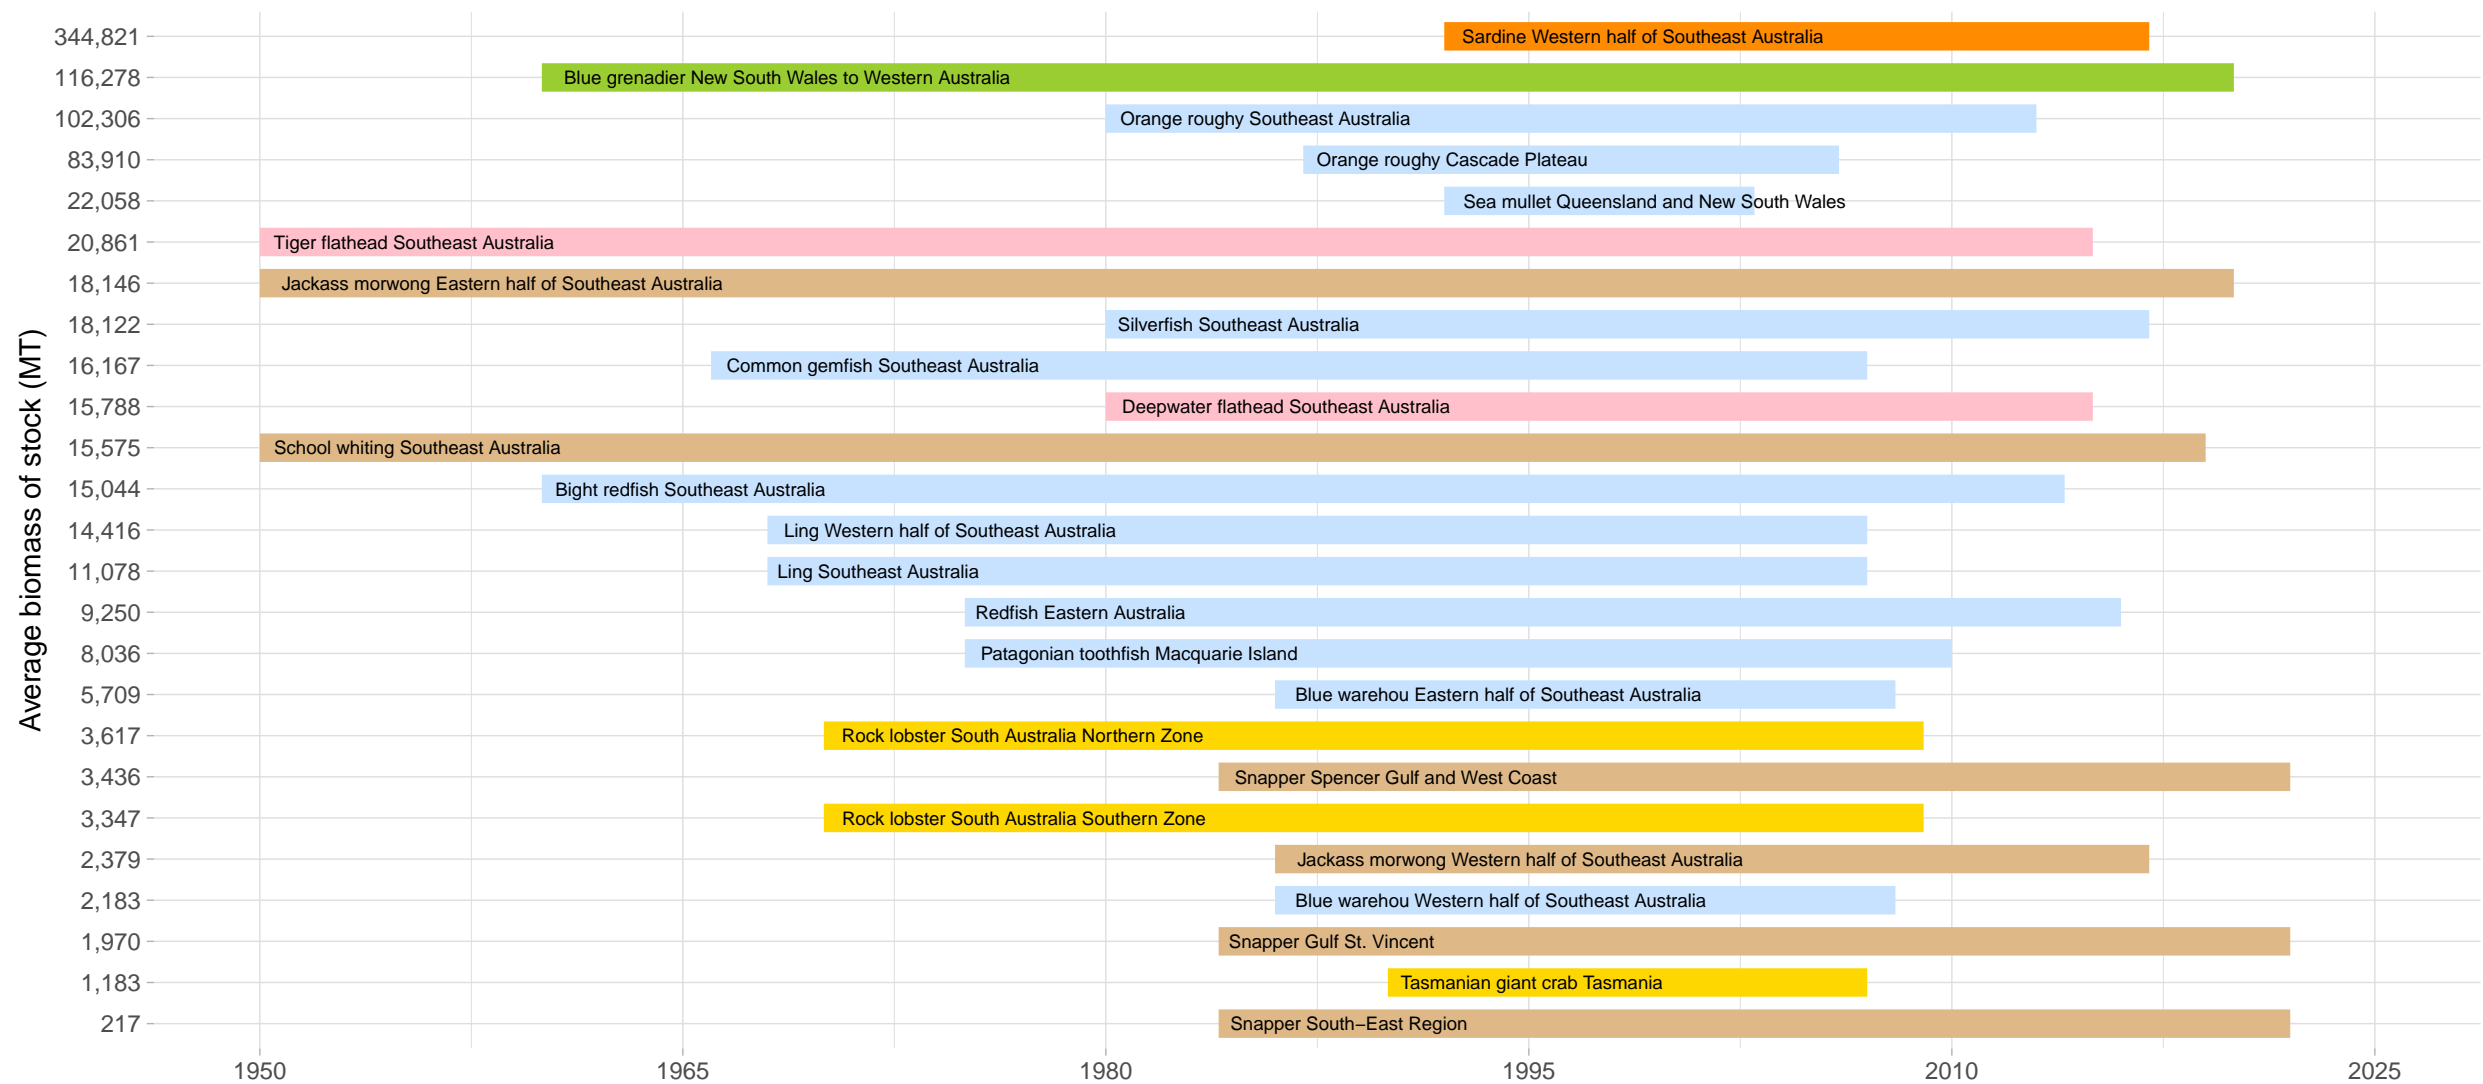 Average biomass of stock (MT)
344,821 Sardine Western half of Southeast Australia
116,278 Blue grenadier New South Wales to Western Australia
102,306 Orange roughy Southeast Australia
83,910 Orange roughy Cascade Plateau
22,058 Sea mullet Queensland and New South Wales
20,861 Tiger flathead Southeast Australia
18,146 Jackass morwong Eastern half of Southeast Australia
18,122 Silverfish Southeast Australia
16,167 Common gemfish Southeast Australia
15,788 Deepwater flathead Southeast Australia
15,575 School whiting Southeast Australia
15,044 Bight redfish Southeast Australia
14,416 Ling Western half of Southeast Australia
11,078 Ling Southeast Australia
9,250 Redfish Eastern Australia
8,036 Patagonian toothfish Macquarie Island
5,709 Blue warehou Eastern half of Southeast Australia
3,617 Rock lobster South Australia Northern Zone
3,436 Snapper Spencer Gulf and West Coast
3,347 Rock lobster South Australia Southern Zone
2,379 Jackass morwong Western half of Southeast Australia
2,183 Blue warehou Western half of Southeast Australia
1,970 Snapper Gulf St. Vincent
1,183 Tasmanian giant crab Tasmania
217 Snapper South−East Region
1950 1965 1980 1995 2010 2025